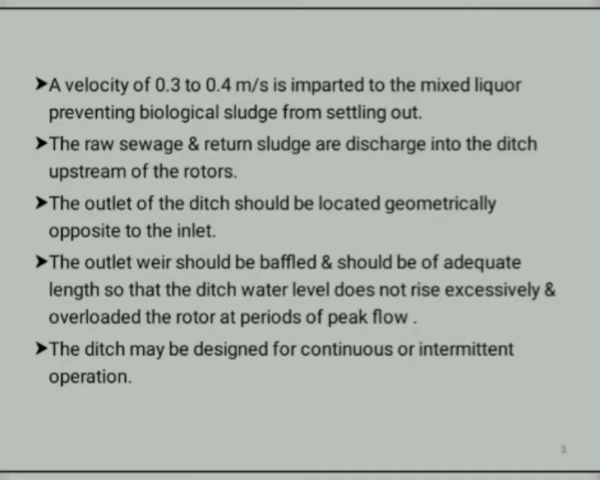 ➤A velocity of 0.3 to 0.4 m/s is imparted to the mixed liquor
preventing biological sludge from settling out.
➤The raw sewage & return sludge are discharge into the ditch
upstream of the rotors.
➤The outlet of the ditch should be located geometrically
opposite to the inlet.
➤The outlet weir should be baffled & should be of adequate
length so that the ditch water level does not rise excessively &
overloaded the rotor at periods of peak flow .
➤The ditch may be designed for continuous or intermittent
operation.
3